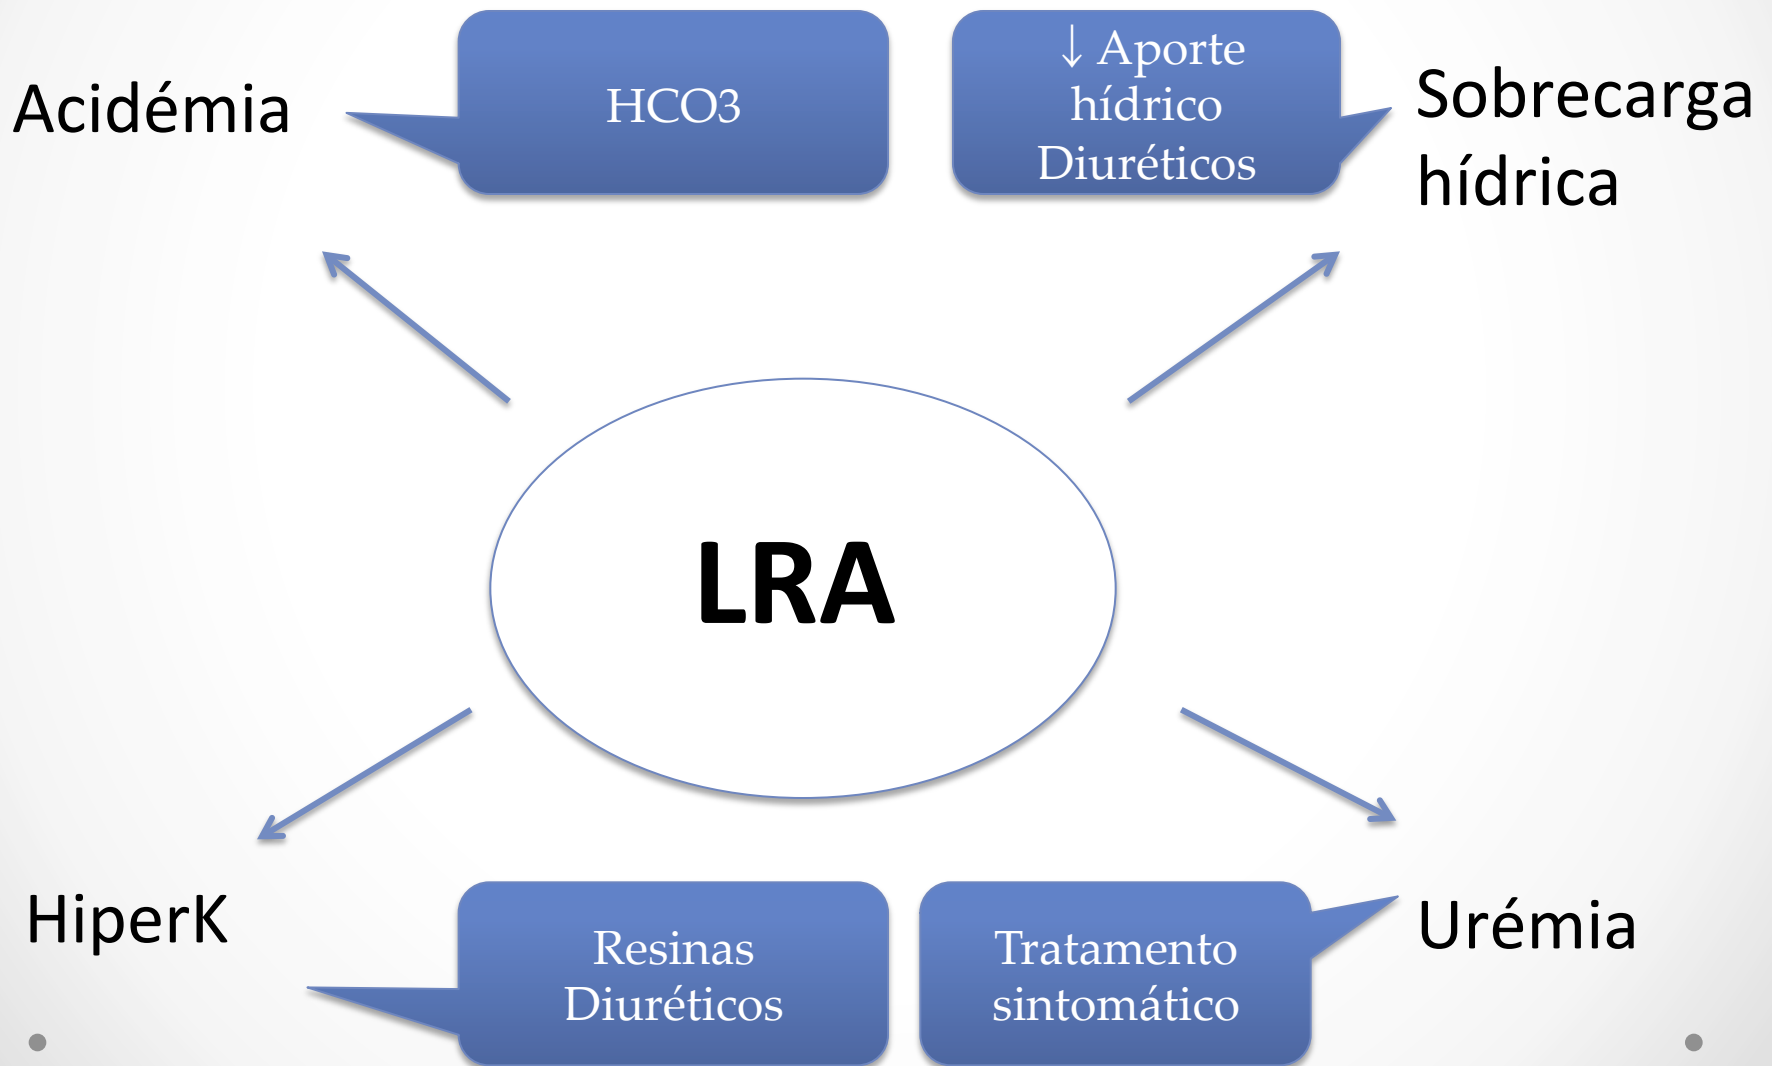 Acidémia
HCO3
↓ Aporte
hídrico
Diuréticos
Sobrecarga
hídrica
LRA
HiperK
Resinas
Diuréticos
Tratamento
sintomático
Urémia